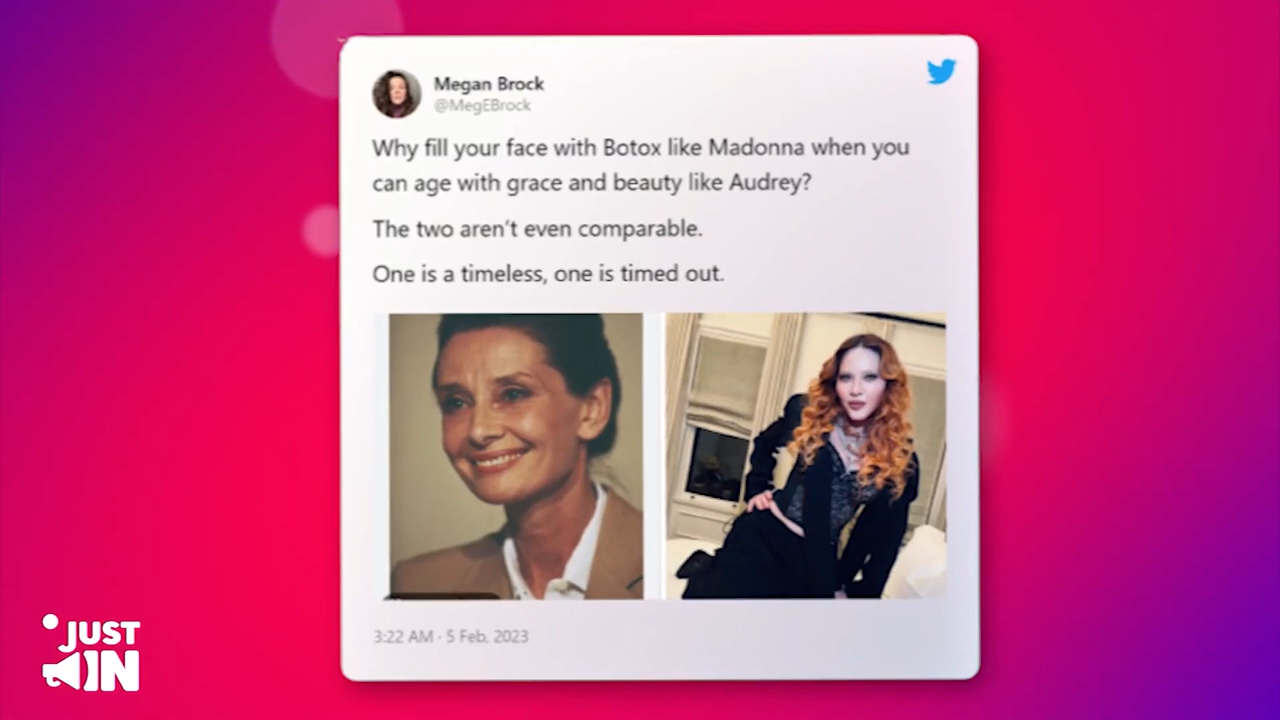 Megan Brock
@MegEBrock
Why fill your face with Botox like Madonna when you
can age with grace and beauty like Audrey?
The two aren't even comparable.
One is a timeless, one is timed out.
3:22 AM · 5 Feb, 2023
JUST
IN